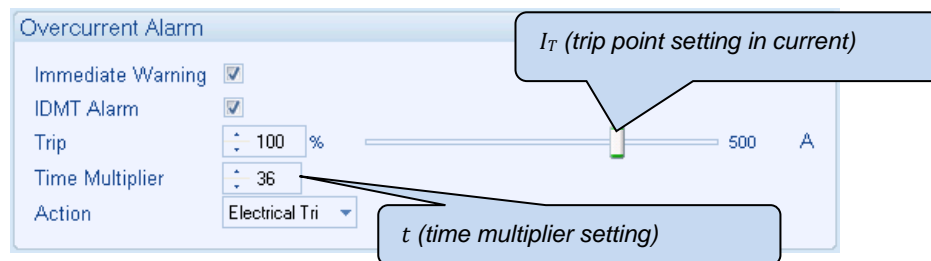 Overcurrent Alarm
I_T (trip point setting in current)
Immediate Warning
IDMT Alarm
Trip 100 % 500 A
Time Multiplier 36
Action Electrical Tri
t (time multiplier setting)